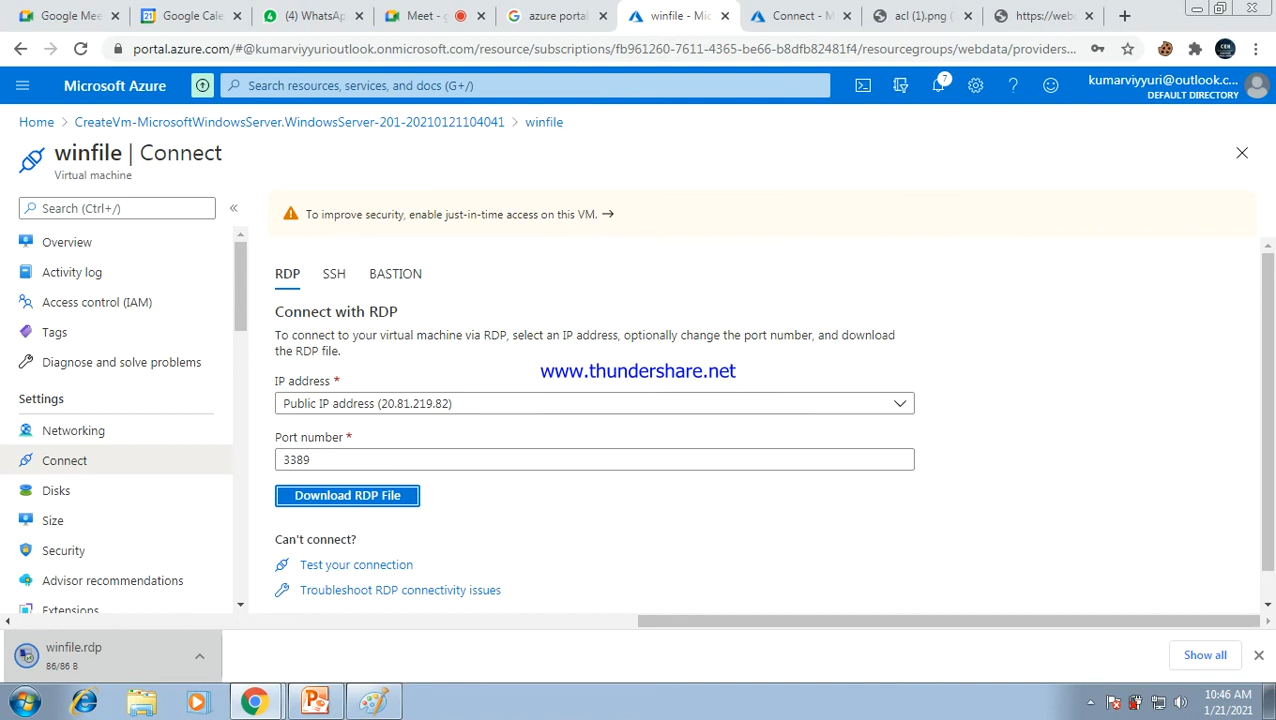 Google Mee
Google Cale
(4) WhatsA
Meet - g
azure portal
winfile - Mic
Connect - M
acl (1).png (
https://web
portal.azure.com/#@kumarviyyurioutlook.onmicrosoft.com/resource/subscriptions/fb961260-7611-4365-be66-b8dfb82481f4/resourcegroups/webdata/providers...
Microsoft Azure
Search resources, services, and docs (G+/)
7
kumarviyyuri@outlook.c...
DEFAULT DIRECTORY
Home > CreateVm-MicrosoftWindowsServer.WindowsServer-201-20210121104041 > winfile
winfile | Connect
Virtual machine
Search (Ctrl+/)
«
To improve security, enable just-in-time access on this VM. →
Overview
Activity log
Access control (IAM)
Tags
Diagnose and solve problems
Settings
Networking
Connect
Disks
Size
Security
Advisor recommendations
Extensions
RDP SSH BASTION
Connect with RDP
To connect to your virtual machine via RDP, select an IP address, optionally change the port number, and download
the RDP file.
www.thundershare.net
IP address *
Public IP address (20.81.219.82)
Port number *
3389
Download RDP File
Can't connect?
Test your connection
Troubleshoot RDP connectivity issues
winfile.rdp
86/86 B
Show all
10:46 AM
1/21/2021